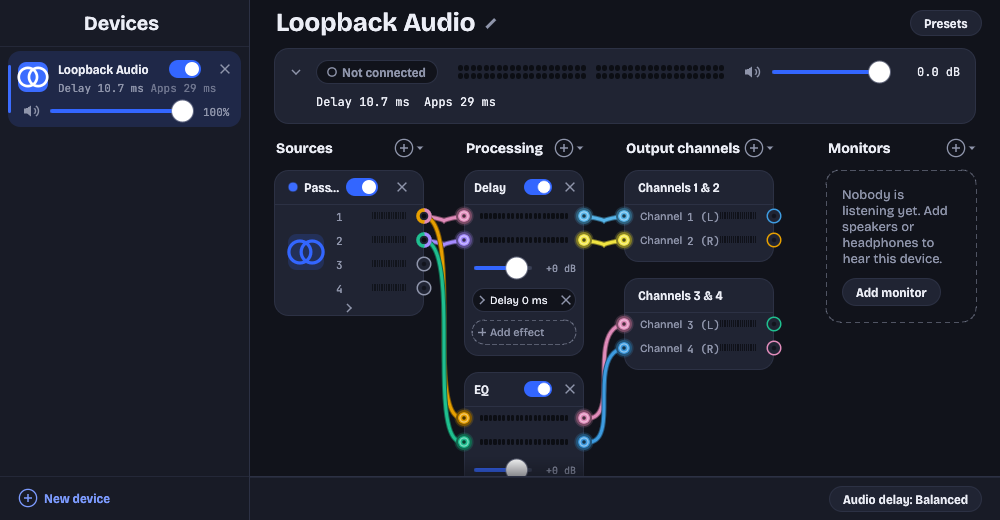 Devices
Loopback Audio
Delay 10.7 ms Apps 29 ms
100%
New device
Loopback Audio
Presets
Not connected
0.0 dB
Delay 10.7 ms Apps 29 ms
Sources
Processing
Output channels
Monitors
Pass...
1
2
3
4
Delay
+0 dB
Delay 0 ms
Add effect
EQ
+0 dB
Channels 1 & 2
Channel 1 (L)
Channel 2 (R)
Channels 3 & 4
Channel 3 (L)
Channel 4 (R)
Nobody is
listening yet. Add
speakers or
headphones to
hear this device.
Add monitor
Audio delay: Balanced